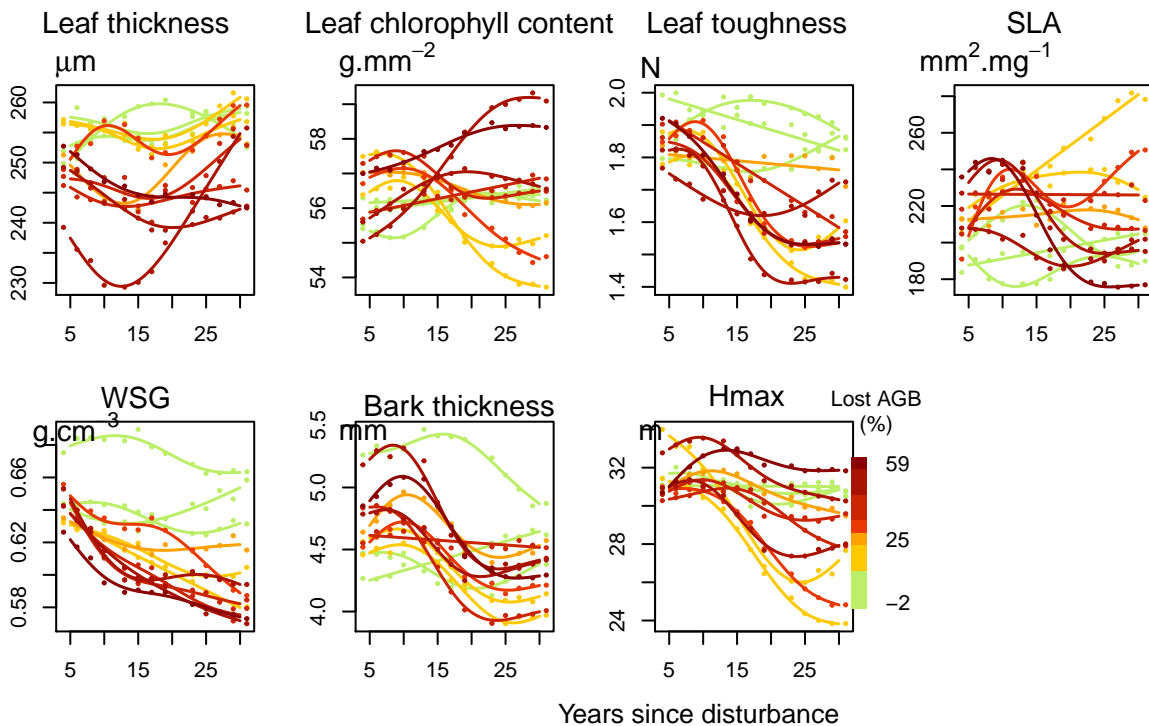 Leaf thickness
Leaf chlorophyll content
Leaf toughness
SLA
μm
g.mm−2
N
mm2.mg−1
230 240 250 260
54 56 58
1.4 1.6 1.8 2.0
180 220 260
5 15 25
5 15 25
5 15 25
5 15 25
WSG
Bark thickness
Hmax
Lost AGB
(%)
g.cm 3
mm
m
0.58 0.62 0.66
4.0 4.5 5.0 5.5
24 28 32
59
25
−2
5 15 25
5 15 25
5 15 25
Years since disturbance